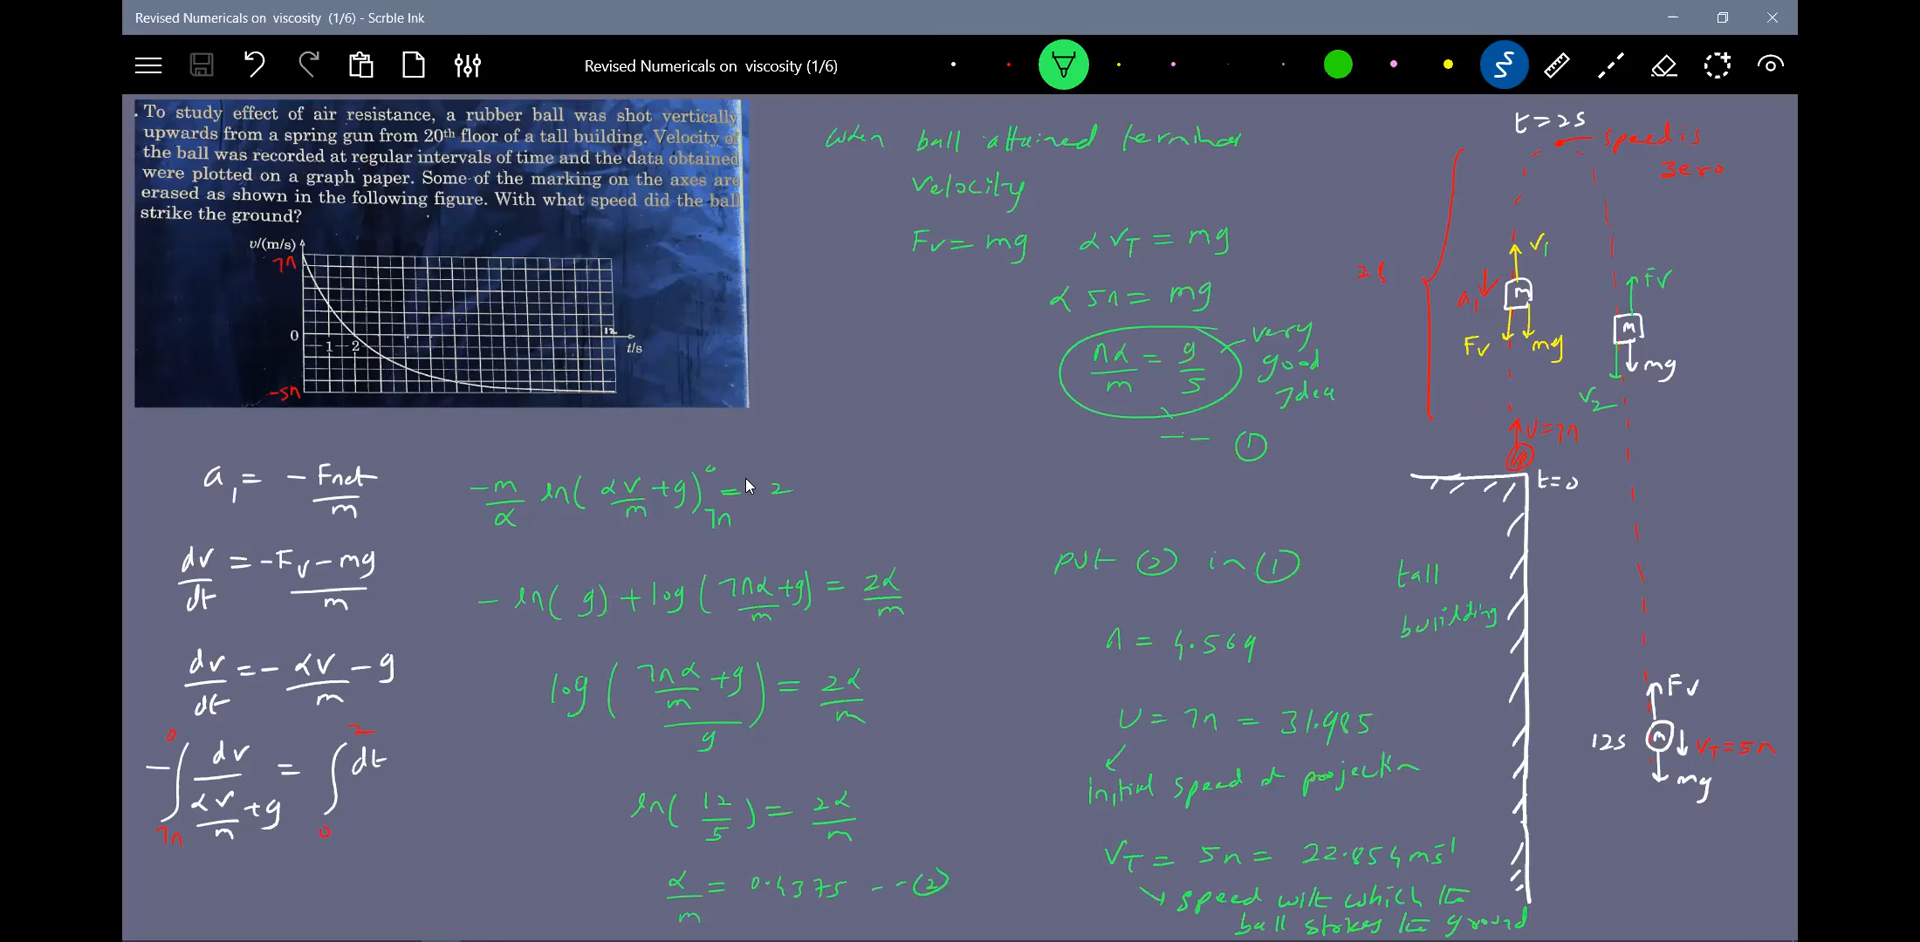 Revised Numericals on viscosity (1/6) - Scrble Ink
Revised Numericals on viscosity (1/6)
. To study effect of air resistance, a rubber ball was shot vertically
upwards from a spring gun from 20th floor of a tall building. Velocity of
the ball was recorded at regular intervals of time and the data obtained
were plotted on a graph paper. Some of the marking on the axes are
erased as shown in the following figure. With what speed did the ball
strike the ground?
v/(m/s)
7n
0
1 2
12
t/s
-5n
a₁ = - Fnet/m
dv/dt = -Fv - mg/m
dv/dt = - αv/m - g
- ∫_{7n}^{0} dv/(αv/m + g) = ∫_{0}^{2} dt
-m/α ln(αv/m + g)_{7n}^{0} = 2
- ln(g) + log(7nα/m + g) = 2α/m
log((7nα/m + g)/g) = 2α/m
ln(12/5) = 2α/m
α/m = 0.4375 --②
when ball attained terminal
velocity
Fv = mg αvT = mg
α 5n = mg
nα/m = g/5
very
good
Idea
-- ①
put ② in ①
n = 4.569
U = 7n = 31.985
initial speed of projection
VT = 5n = 22.854 ms⁻¹
speed with which the
ball strikes the ground
t = 2s
speed is
zero
2s
v₁
a₁
m
Fv
mg
Fv
m
mg
v₂
U = 7n
t = 0
tall
building
Fv
12s
m
VT = 5n
mg